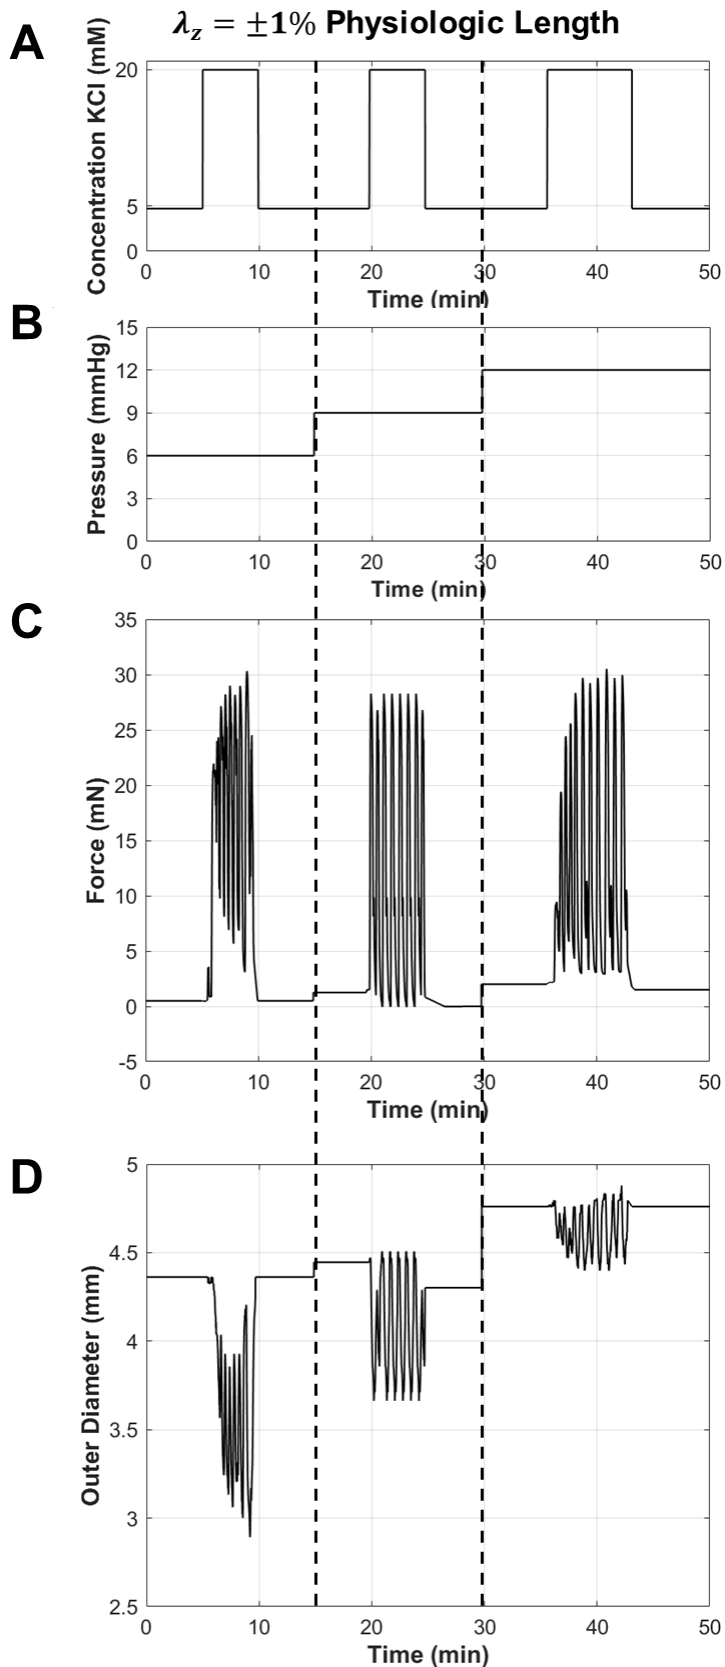 λz = ±1% Physiologic Length
A
Concentration KCl (mM)
20
5
0
0 10 20 30 40 50
Time (min)
B
Pressure (mmHg)
15
12
9
6
3
0
0 10 20 30 40 50
Time (min)
C
Force (mN)
35
30
25
20
15
10
5
0
-5
0 10 20 30 40 50
Time (min)
D
Outer Diameter (mm)
5
4.5
4
3.5
3
2.5
0 10 20 30 40 50
Time (min)